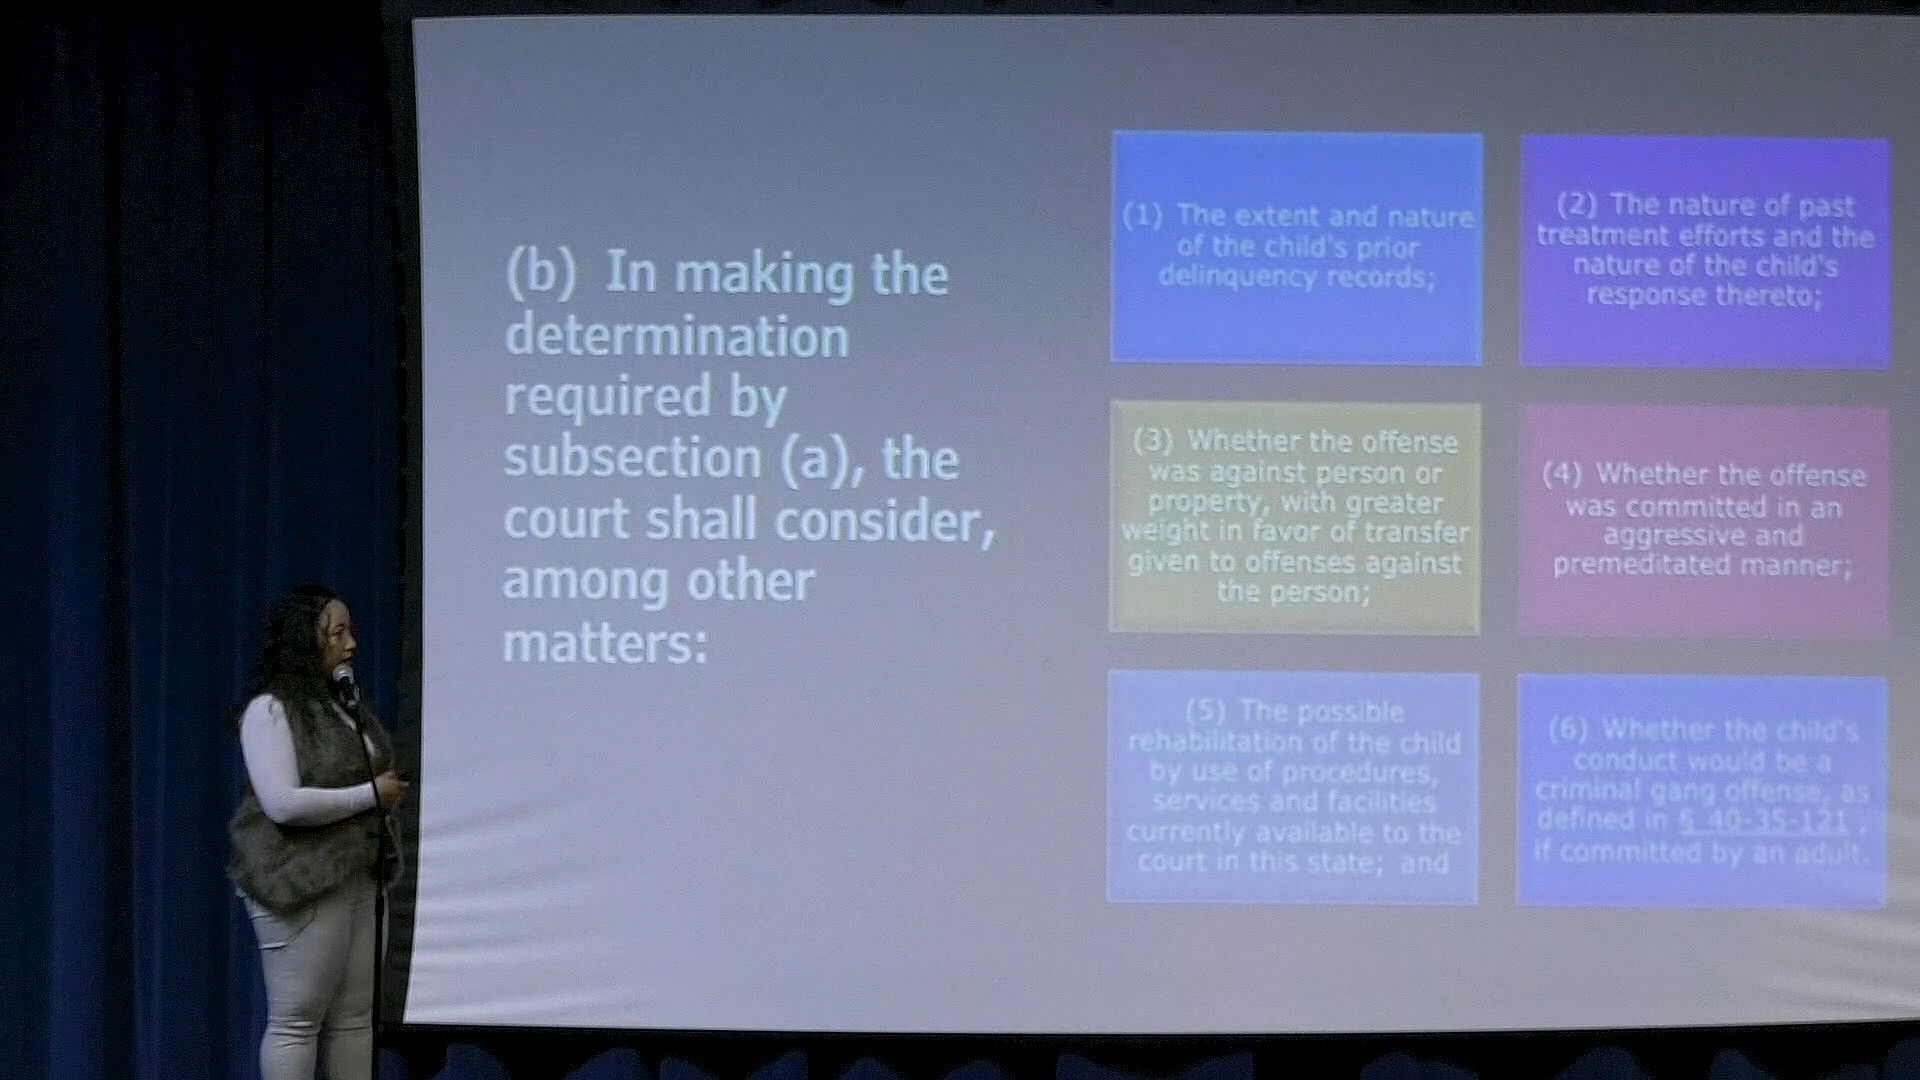 (b) In making the
determination
required by
subsection (a), the
court shall consider,
among other
matters:
(1) The extent and nature
of the child's prior
delinquency records;
(2) The nature of past
treatment efforts and the
nature of the child's
response thereto;
(3) Whether the offense
was against person or
property, with greater
weight in favor of transfer
given to offenses against
the person;
(4) Whether the offense
was committed in an
aggressive and
premeditated manner;
(5) The possible
rehabilitation of the child
by use of procedures,
services and facilities
currently available to the
court in this state; and
(6) Whether the child's
conduct would be a
criminal gang offense, as
defined in § 40-35-121 ,
if committed by an adult.